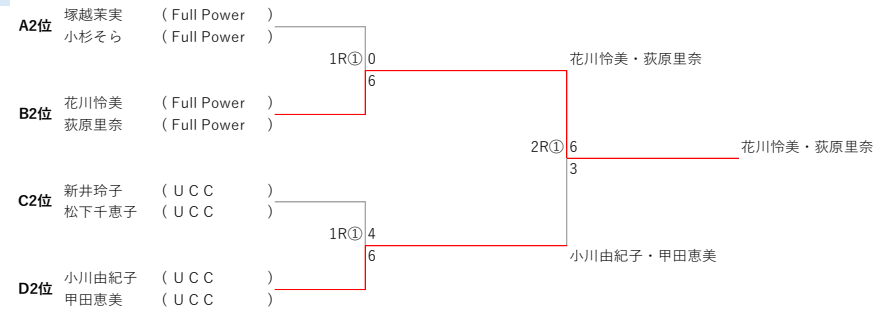 塚越茉実 ( Full Power )
A2位
小杉そら ( Full Power )
1R① 0
花川怜美・荻原里奈
6
花川怜美 ( Full Power )
B2位
荻原里奈 ( Full Power )
2R① 6
花川怜美・荻原里奈
3
新井玲子 ( ＵＣＣ )
C2位
松下千恵子 ( ＵＣＣ )
1R① 4
6
小川由紀子・甲田恵美
小川由紀子 ( ＵＣＣ )
D2位
甲田恵美 ( ＵＣＣ )